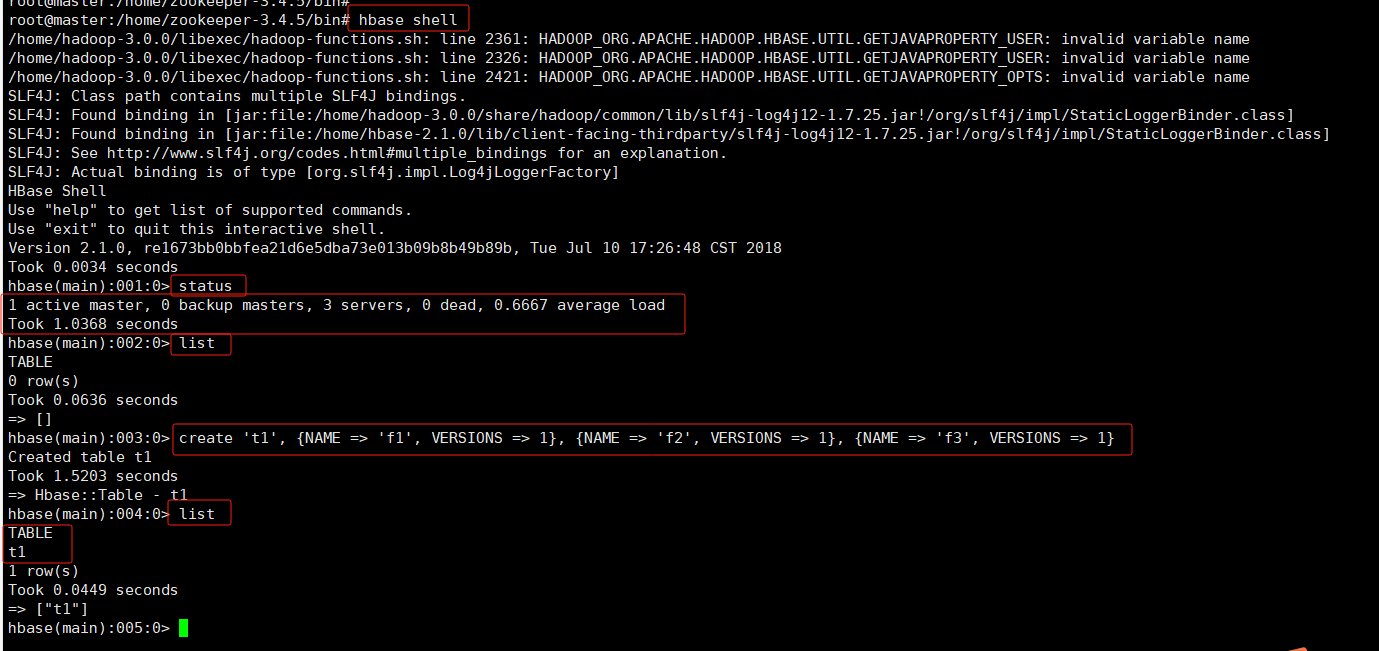 root@master:/home/zookeeper-3.4.5/bin#
root@master:/home/zookeeper-3.4.5/bin# hbase shell
/home/hadoop-3.0.0/libexec/hadoop-functions.sh: line 2361: HADOOP_ORG.APACHE.HADOOP.HBASE.UTIL.GETJAVAPROPERTY_USER: invalid variable name
/home/hadoop-3.0.0/libexec/hadoop-functions.sh: line 2326: HADOOP_ORG.APACHE.HADOOP.HBASE.UTIL.GETJAVAPROPERTY_USER: invalid variable name
/home/hadoop-3.0.0/libexec/hadoop-functions.sh: line 2421: HADOOP_ORG.APACHE.HADOOP.HBASE.UTIL.GETJAVAPROPERTY_OPTS: invalid variable name
SLF4J: Class path contains multiple SLF4J bindings.
SLF4J: Found binding in [jar:file:/home/hadoop-3.0.0/share/hadoop/common/lib/slf4j-log4j12-1.7.25.jar!/org/slf4j/impl/StaticLoggerBinder.class]
SLF4J: Found binding in [jar:file:/home/hbase-2.1.0/lib/client-facing-thirdparty/slf4j-log4j12-1.7.25.jar!/org/slf4j/impl/StaticLoggerBinder.class]
SLF4J: See http://www.slf4j.org/codes.html#multiple_bindings for an explanation.
SLF4J: Actual binding is of type [org.slf4j.impl.Log4jLoggerFactory]
HBase Shell
Use "help" to get list of supported commands.
Use "exit" to quit this interactive shell.
Version 2.1.0, re1673bb0bbfea21d6e5dba73e013b09b8b49b89b, Tue Jul 10 17:26:48 CST 2018
Took 0.0034 seconds
hbase(main):001:0> status
1 active master, 0 backup masters, 3 servers, 0 dead, 0.6667 average load
Took 1.0368 seconds
hbase(main):002:0> list
TABLE
0 row(s)
Took 0.0636 seconds
=> []
hbase(main):003:0> create 't1', {NAME => 'f1', VERSIONS => 1}, {NAME => 'f2', VERSIONS => 1}, {NAME => 'f3', VERSIONS => 1}
Created table t1
Took 1.5203 seconds
=> Hbase::Table - t1
hbase(main):004:0> list
TABLE
t1
1 row(s)
Took 0.0449 seconds
=> ["t1"]
hbase(main):005:0>